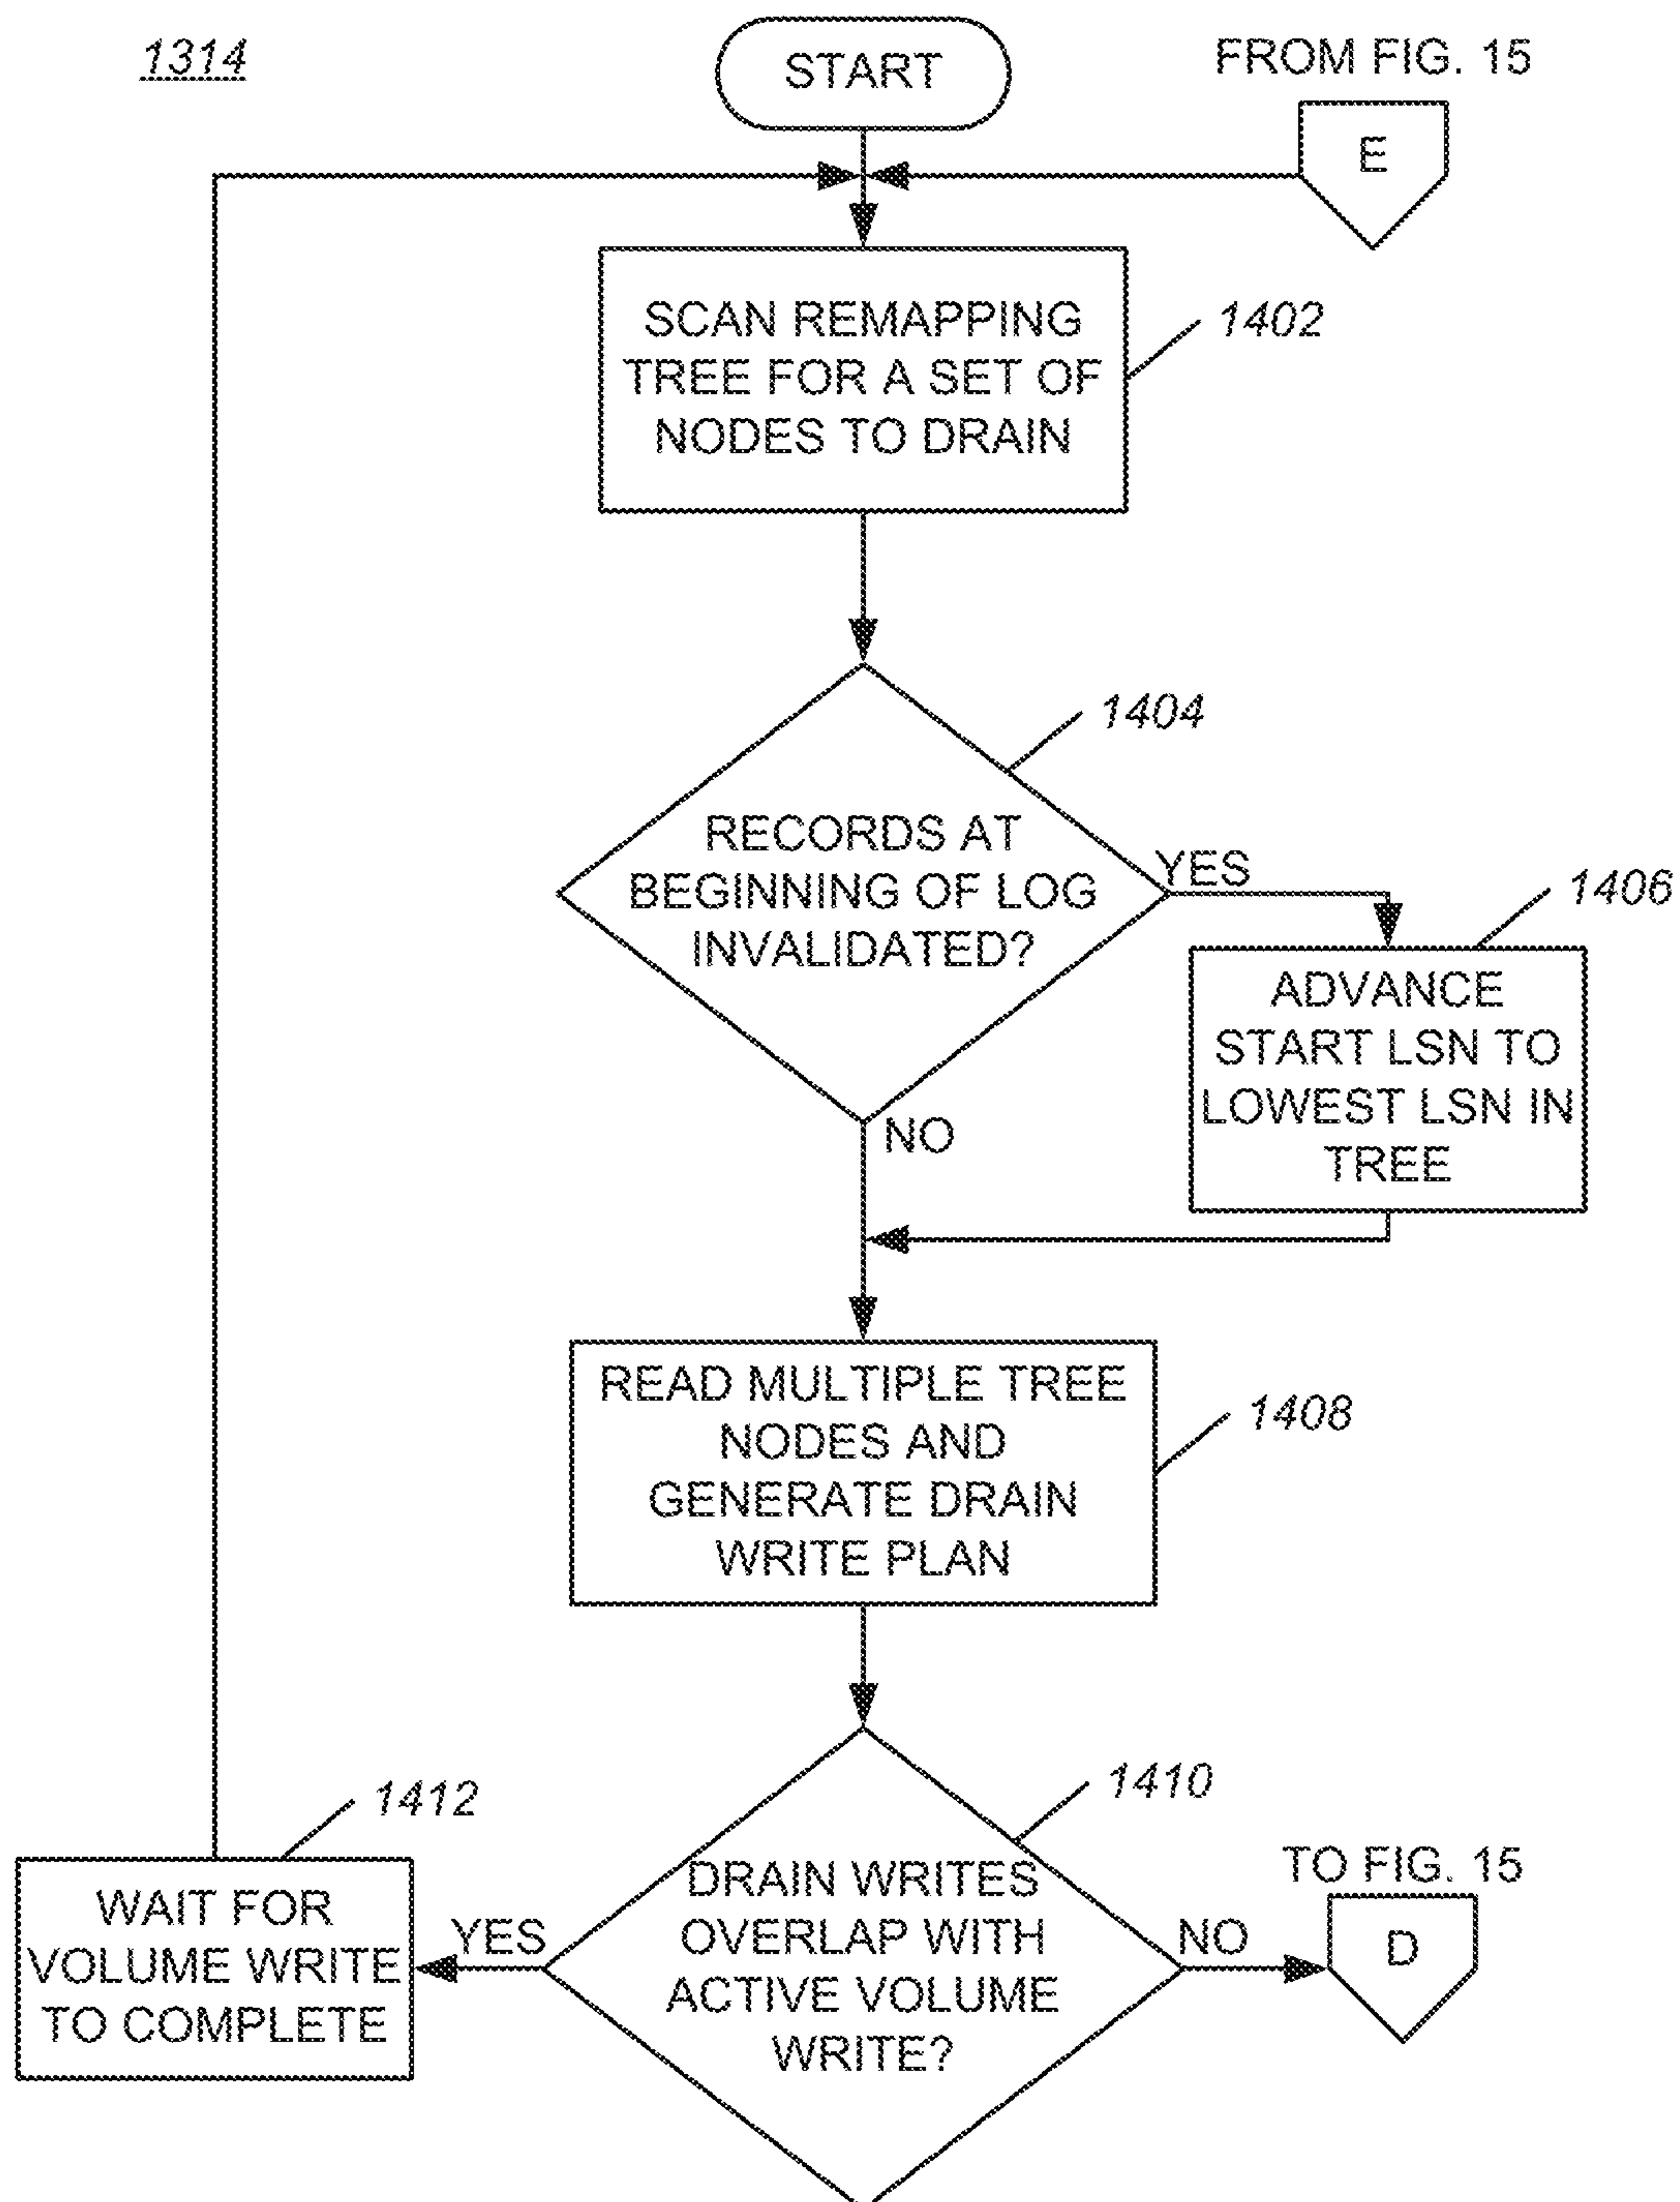 1314
START
FROM FIG. 15
E
SCAN REMAPPING
TREE FOR A SET OF
NODES TO DRAIN
1402
1404
RECORDS AT
BEGINNING OF LOG
INVALIDATED?
YES
1406
ADVANCE
START LSN TO
LOWEST LSN IN
TREE
NO
READ MULTIPLE TREE
NODES AND
GENERATE DRAIN
WRITE PLAN
1408
1410
DRAIN WRITES
OVERLAP WITH
ACTIVE VOLUME
WRITE?
YES
1412
WAIT FOR
VOLUME WRITE
TO COMPLETE
NO
TO FIG. 15
D